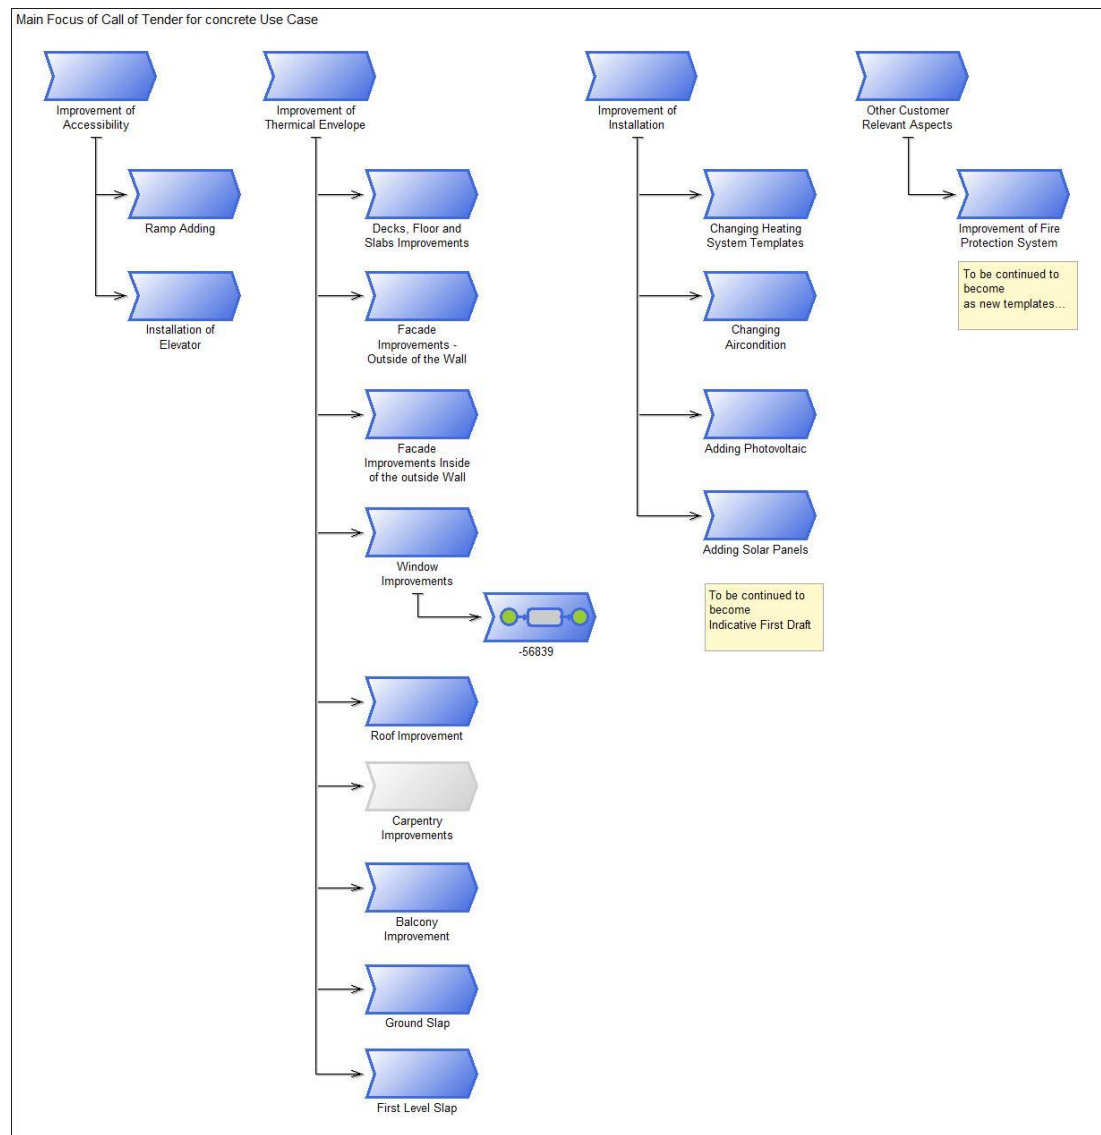 Main Focus of Call of Tender for concrete Use Case
Improvement of
Accessibility
Ramp Adding
Installation of
Elevator
Improvement of
Thermical Envelope
Decks, Floor and
Slabs Improvements
Facade
Improvements -
Outside of the Wall
Facade
Improvements Inside
of the outside Wall
Window
Improvements
-56839
Roof Improvement
Carpentry
Improvements
Balcony
Improvement
Ground Slap
First Level Slap
Improvement of
Installation
Changing Heating
System Templates
Changing
Aircondition
Adding Photovoltaic
Adding Solar Panels
To be continued to
become
Indicative First Draft
Other Customer
Relevant Aspects
Improvement of Fire
Protection System
To be continued to
become
as new templates...